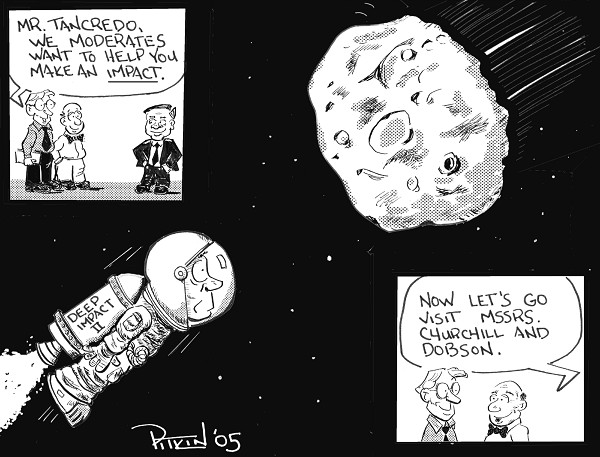 MR. TANCREDO,
WE MODERATES
WANT TO HELP YOU
MAKE AN IMPACT.
DEEP
IMPACT
II
NOW LET'S GO
VISIT MSSRS.
CHURCHILL AND
DOBSON.
PITKIN '05